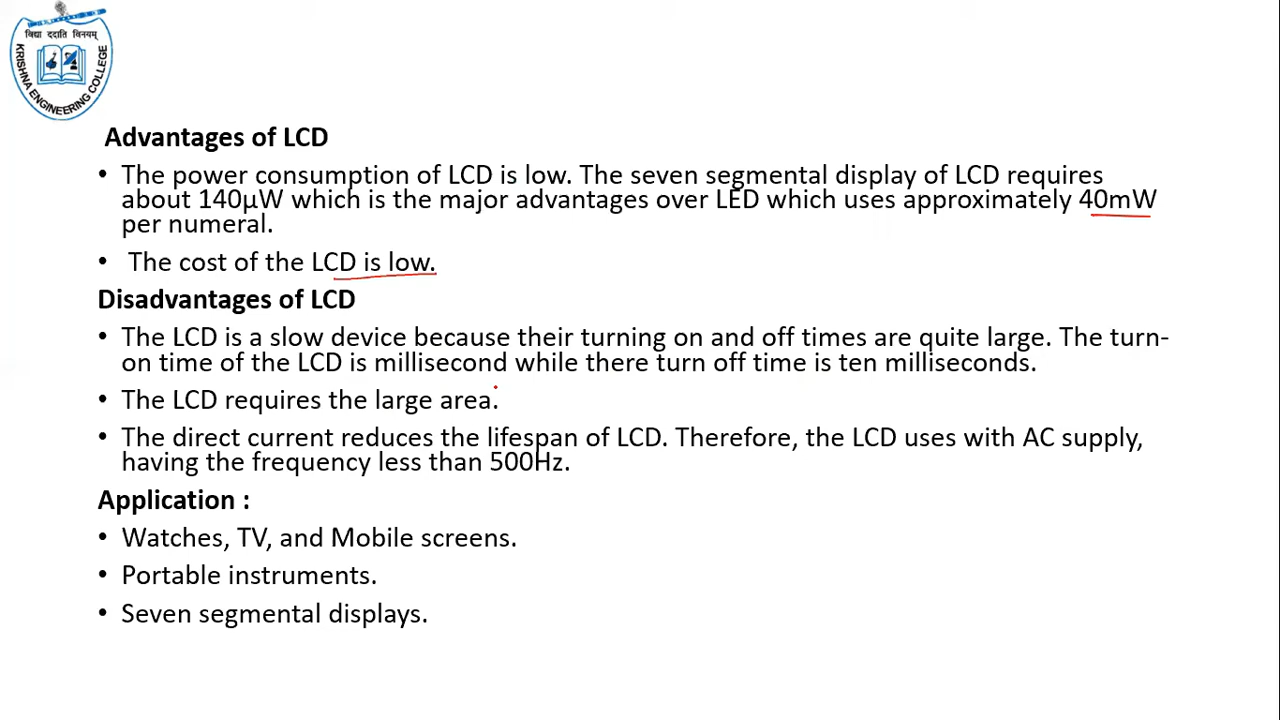 विद्या ददाति विनयम्
KRISHNA ENGINEERING COLLEGE
Advantages of LCD
• The power consumption of LCD is low. The seven segmental display of LCD requires
about 140μW which is the major advantages over LED which uses approximately 40mW
per numeral.
• The cost of the LCD is low.
Disadvantages of LCD
• The LCD is a slow device because their turning on and off times are quite large. The turn-
on time of the LCD is millisecond while there turn off time is ten milliseconds.
• The LCD requires the large area.
• The direct current reduces the lifespan of LCD. Therefore, the LCD uses with AC supply,
having the frequency less than 500Hz.
Application :
• Watches, TV, and Mobile screens.
• Portable instruments.
• Seven segmental displays.